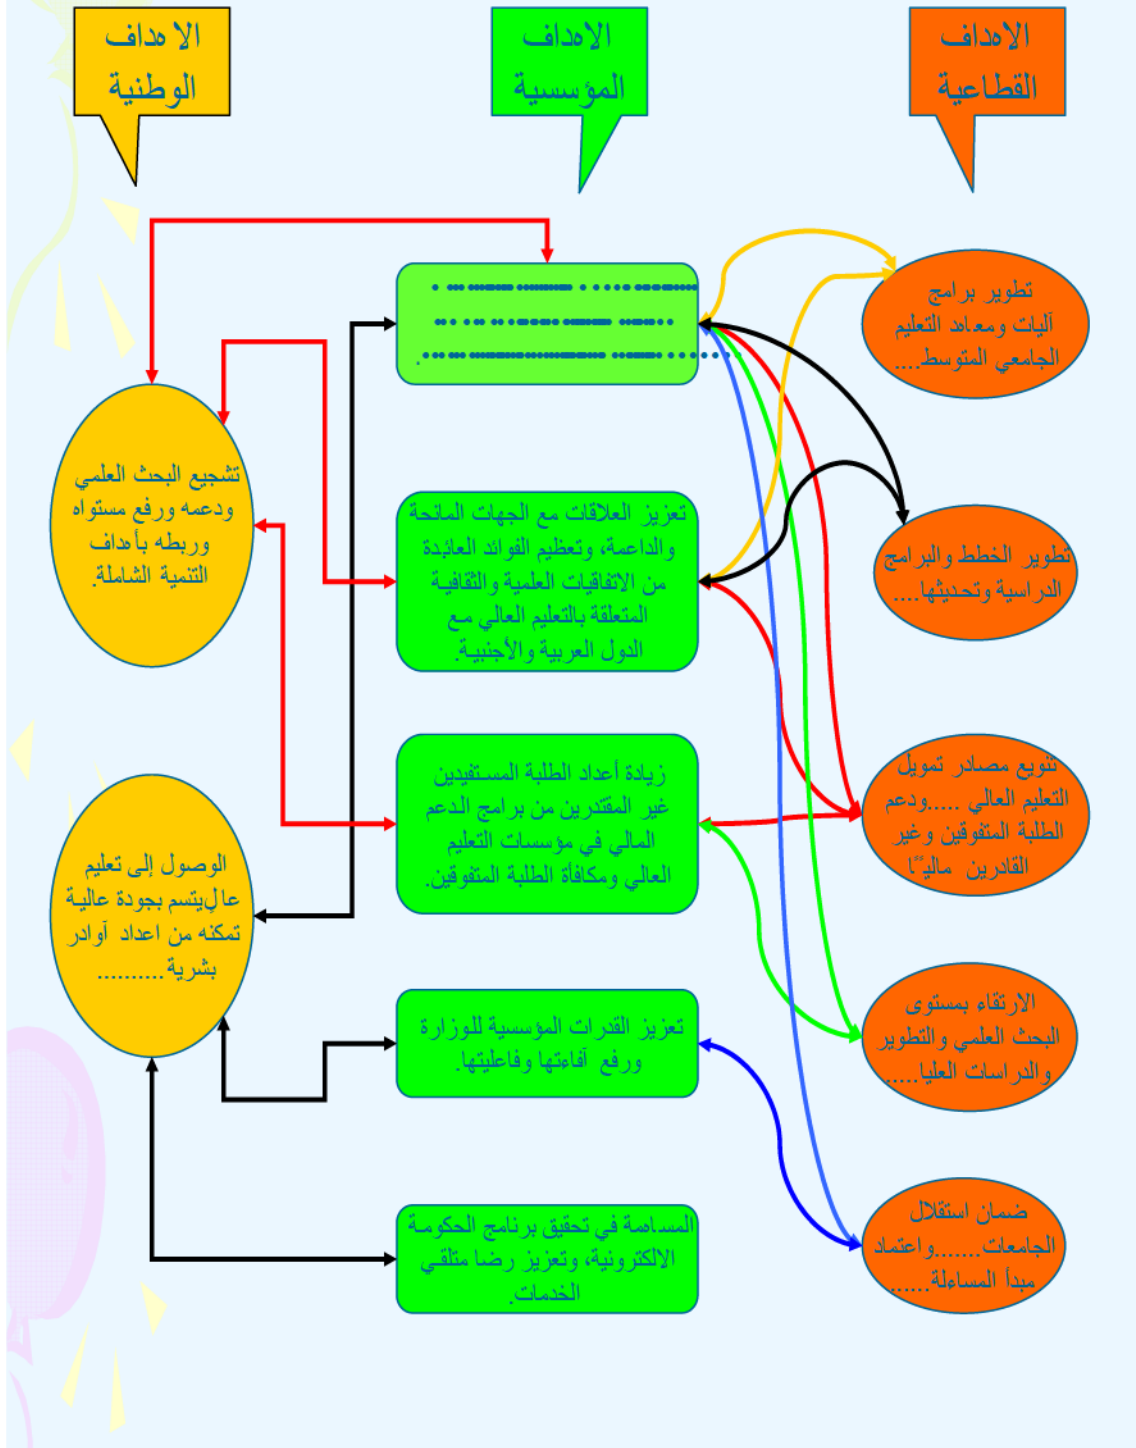 الاهداف
القطاعية
الاهداف
المؤسسية
الاهداف
الوطنية
تطوير برامج
آليات ومعاهد التعليم
الجامعي المتوسط....
تطوير الخطط والبرامج
الدراسية وتحديثها....
تنويع مصادر تمويل
التعليم العالي .....ودعم
الطلبة المتفوقين وغير
القادرين ماليًا
الارتقاء بمستوى
البحث العلمي والتطوير
والدراسات العليا.....
ضمان استقلال
الجامعات.......واعتماد
مبدأ المساءلة......
تعزيز العلاقات مع الجهات المانحة
والداعمة، وتعظيم الفوائد العائدة
من الاتفاقيات العلمية والثقافية
المتعلقة بالتعليم العالي مع
الدول العربية والأجنبية.
زيادة أعداد الطلبة المستفيدين
غير المقتدرين من برامج الدعم
المالي في مؤسسات التعليم
العالي ومكافأة الطلبة المتفوقين.
تعزيز القدرات المؤسسية للوزارة
ورفع آفاءتها وفاعليتها.
المساهمة في تحقيق برنامج الحكومة
الالكترونية، وتعزيز رضا متلقي
الخدمات.
تشجيع البحث العلمي
ودعمه ورفع مستواه
وربطه بأهداف
التنمية الشاملة.
الوصول إلى تعليم
عالٍ يتسم بجودة عالية
تمكنه من اعداد آوادر
بشرية..........